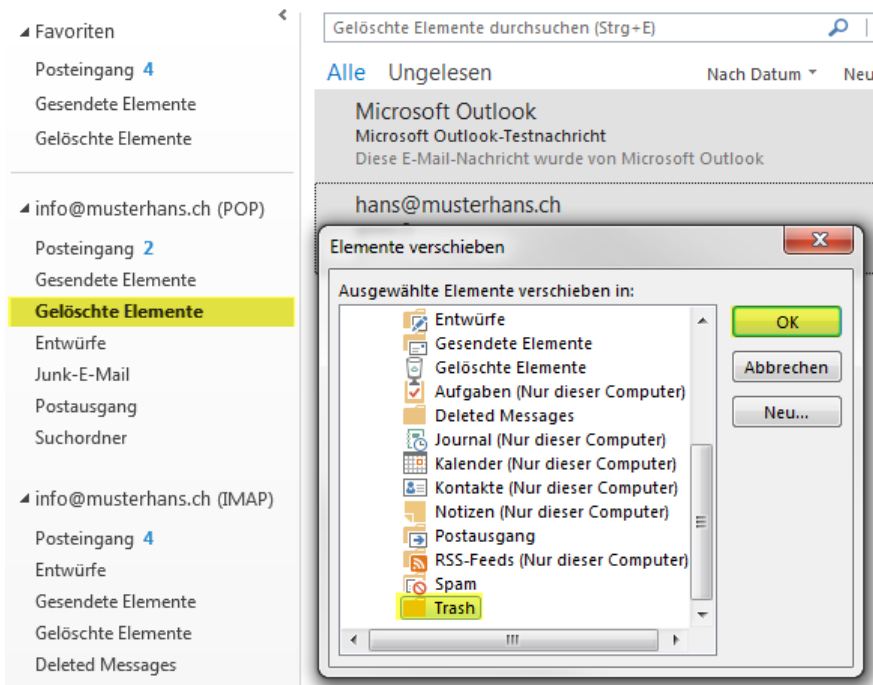 Favoriten
Posteingang 4
Gesendete Elemente
Gelöschte Elemente
info@musterhans.ch (POP)
Posteingang 2
Gesendete Elemente
Gelöschte Elemente
Entwürfe
Junk-E-Mail
Postausgang
Suchordner
info@musterhans.ch (IMAP)
Posteingang 4
Entwürfe
Gesendete Elemente
Gelöschte Elemente
Deleted Messages
Gelöschte Elemente durchsuchen (Strg+E)
Alle Ungelesen Nach Datum Neu
Microsoft Outlook
Microsoft Outlook-Testnachricht
Diese E-Mail-Nachricht wurde von Microsoft Outlook
hans@musterhans.ch
Elemente verschieben
Ausgewählte Elemente verschieben in:
Entwürfe
Gesendete Elemente
Gelöschte Elemente
Aufgaben (Nur dieser Computer)
Deleted Messages
Journal (Nur dieser Computer)
Kalender (Nur dieser Computer)
Kontakte (Nur dieser Computer)
Notizen (Nur dieser Computer)
Postausgang
RSS-Feeds (Nur dieser Computer)
Spam
Trash
OK
Abbrechen
Neu...